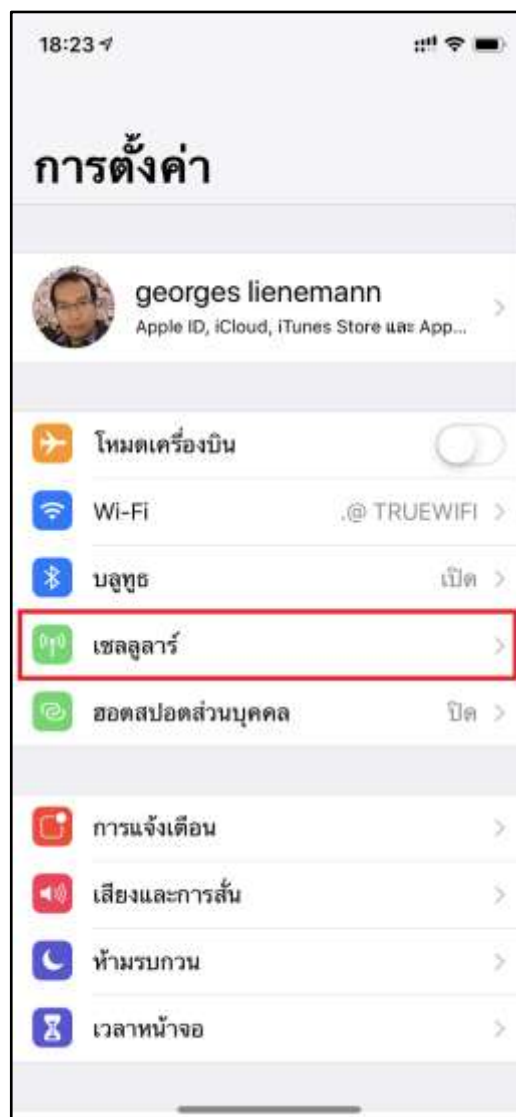 18:23
การตั้งค่า
georges lienemann
Apple ID, iCloud, iTunes Store และ App...
โหมดเครื่องบิน
Wi-Fi .@ TRUEWIFI
บลูทูธ เปิด
เซลลูลาร์
ฮอตสปอตส่วนบุคคล ปิด
การแจ้งเตือน
เสียงและการสั่น
ห้ามรบกวน
เวลาหน้าจอ